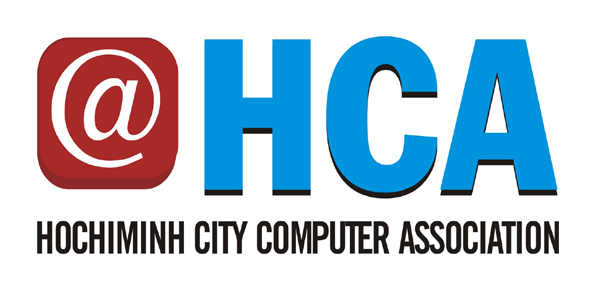 @ HCA
HOCHIMINH CITY COMPUTER ASSOCIATION